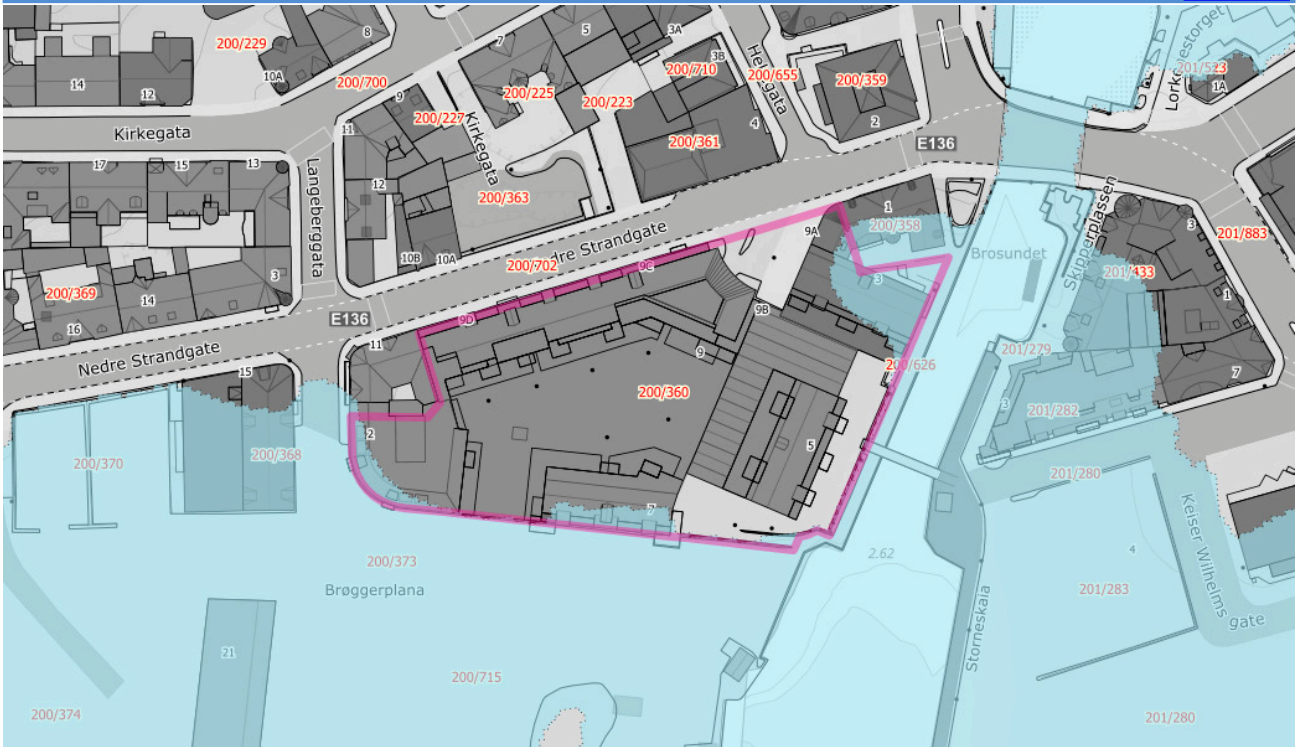 8
200/229
3A
5
7
10A
3B
200/710
200/655
Hellegata
200/359
201/523
1A
14
12
200/700
9
200/225
200/223
200/227
Kirkegata
11
4
2
Kirkegata
200/361
E136
17
15
13
Langeberggata
12
200/363
Skipperplassen
3
201/883
1
200/358
9A
Nedre Strandgate
10B
10A
200/702
9C
Brosundet
3
201/433
3
200/369
14
16
E136
9D
9B
1
Nedre Strandgate
11
9
200/626
201/279
15
200/360
7
3
201/282
2
5
200/370
200/368
201/280
7
2.62
Keiser Wilhelms gate
4
200/373
Brøggerplana
201/283
Storneskaia
21
200/715
200/374
201/280